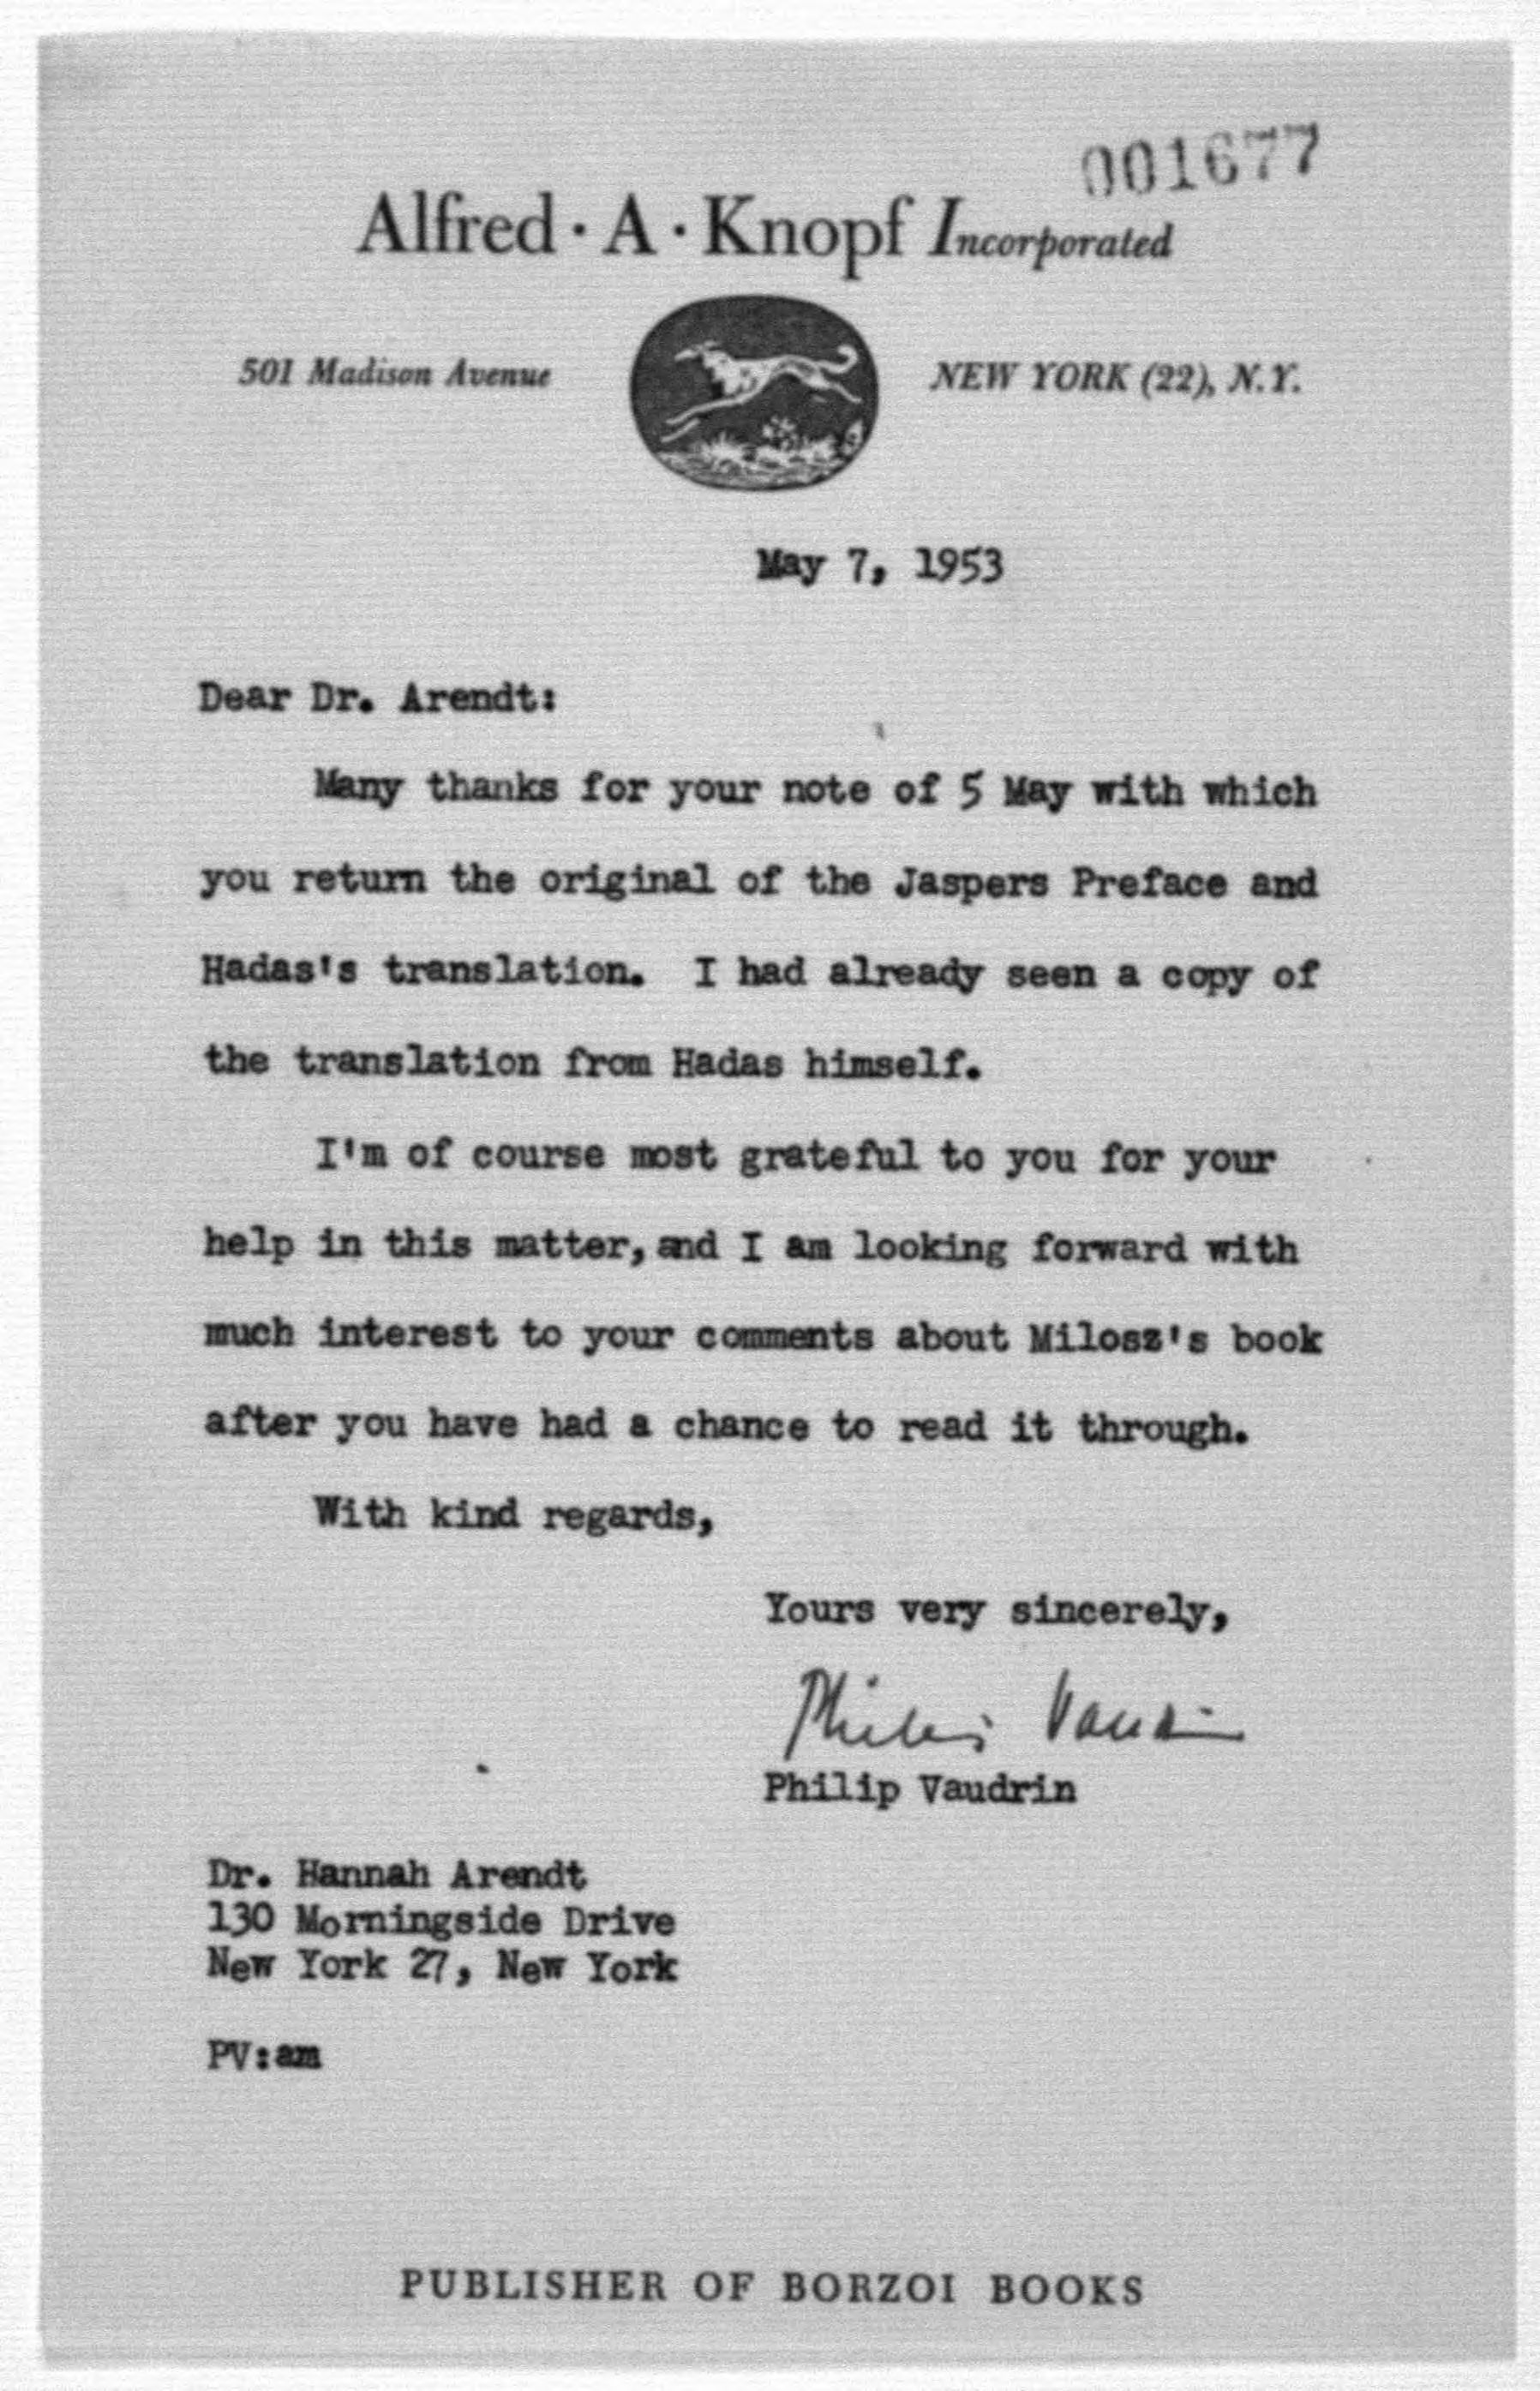 001677
Alfred · A · Knopf Incorporated
501 Madison Avenue
NEW YORK (22), N.Y.
May 7, 1953
Dear Dr. Arendt:
Many thanks for your note of 5 May with which
you return the original of the Jaspers Preface and
Hadas's translation. I had already seen a copy of
the translation from Hadas himself.
I'm of course most grateful to you for your
help in this matter, and I am looking forward with
much interest to your comments about Milosz's book
after you have had a chance to read it through.
With kind regards,
Yours very sincerely,
Philip Vaudrin
Philip Vaudrin
Dr. Hannah Arendt
130 Morningside Drive
New York 27, New York
PV:am
PUBLISHER OF BORZOI BOOKS